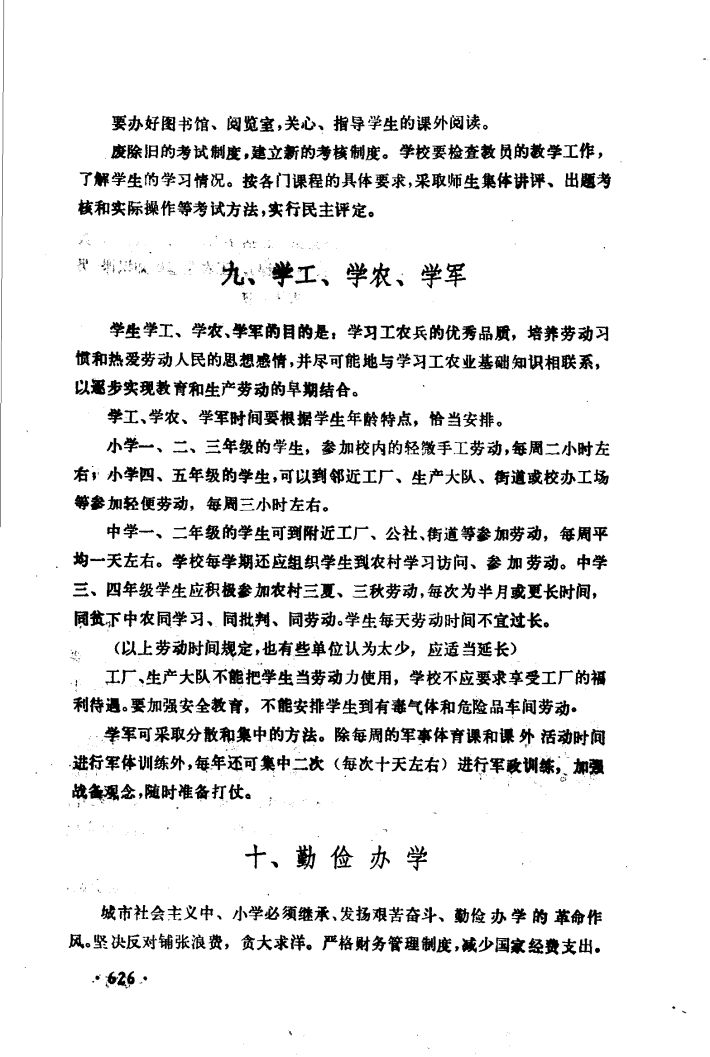 要办好图书馆、阅览室,关心、指导学生的课外阅读。
废除旧的考试制度,建立新的考核制度。学校要检查教员的教学工作,
了解学生的学习情况。按各门课程的具体要求,采取师生集体讲评、出题考
核和实际操作等考试方法,实行民主评定。
九、学工、学农、学军
学生学工、学农、学军的目的是:学习工农兵的优秀品质,培养劳动习
惯和热爱劳动人民的思想感情,并尽可能地与学习工农业基础知识相联系,
以逐步实现教育和生产劳动的早期结合。
学工、学农、学军时间要根据学生年龄特点,恰当安排。
小学一、二、三年级的学生,参加校内的轻微手工劳动,每周二小时左
右;小学四、五年级的学生,可以到邻近工厂、生产大队、街道或校办工场
等参加轻便劳动,每周三小时左右。
中学一、二年级的学生可到附近工厂、公社、街道等参加劳动,每周平
均一天左右。学校每学期还应组织学生到农村学习访问、参加劳动。中学
三、四年级学生应积极参加农村三夏、三秋劳动,每次为半月或更长时间,
同贫下中农同学习、同批判、同劳动。学生每天劳动时间不宜过长。
(以上劳动时间规定,也有些单位认为太少,应适当延长)
工厂、生产大队不能把学生当劳动力使用,学校不应要求享受工厂的福
利待遇。要加强安全教育,不能安排学生到有毒气体和危险品车间劳动。
学军可采取分散和集中的方法。除每周的军事体育课和课外活动时间
进行军体训练外,每年还可集中二次(每次十天左右)进行军政训练,加强
战备观念,随时准备打仗。
十、勤俭办学
城市社会主义中、小学必须继承、发扬艰苦奋斗、勤俭办学的革命作
风。坚决反对铺张浪费,贪大求洋。严格财务管理制度,减少国家经费支出。
·626·